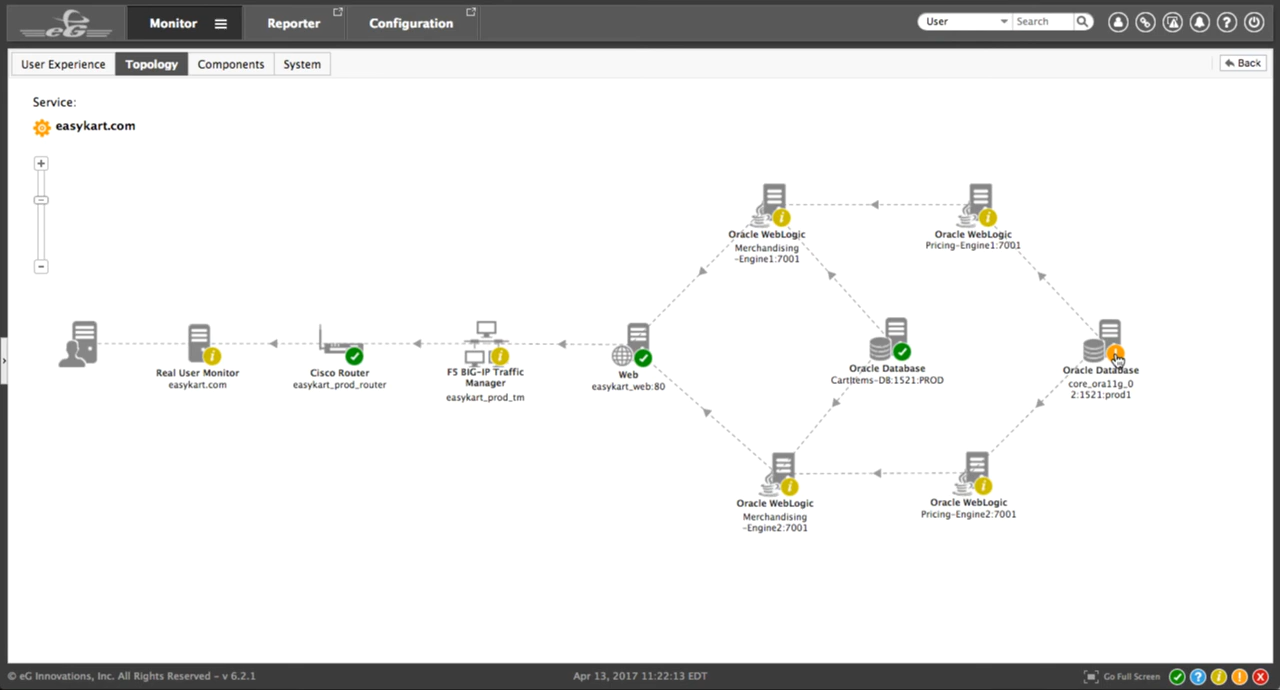 eG
Monitor
Reporter
Configuration
User
Search
User Experience
Topology
Components
System
Back
Service:
easykart.com
Oracle WebLogic
Merchandising
-Engine1:7001
Oracle WebLogic
Pricing-Engine1:7001
Real User Monitor
easykart.com
Cisco Router
easykart_prod_router
F5 BIG-IP Traffic
Manager
easykart_prod_tm
Web
easykart_web:80
Oracle Database
CartItems-DB:1521:PROD
Oracle Database
core_ora11g_0
2:1521:prod1
Oracle WebLogic
Merchandising
-Engine2:7001
Oracle WebLogic
Pricing-Engine2:7001
© eG Innovations, Inc. All Rights Reserved - v 6.2.1
Apr 13, 2017 11:22:13 EDT
Go Full Screen